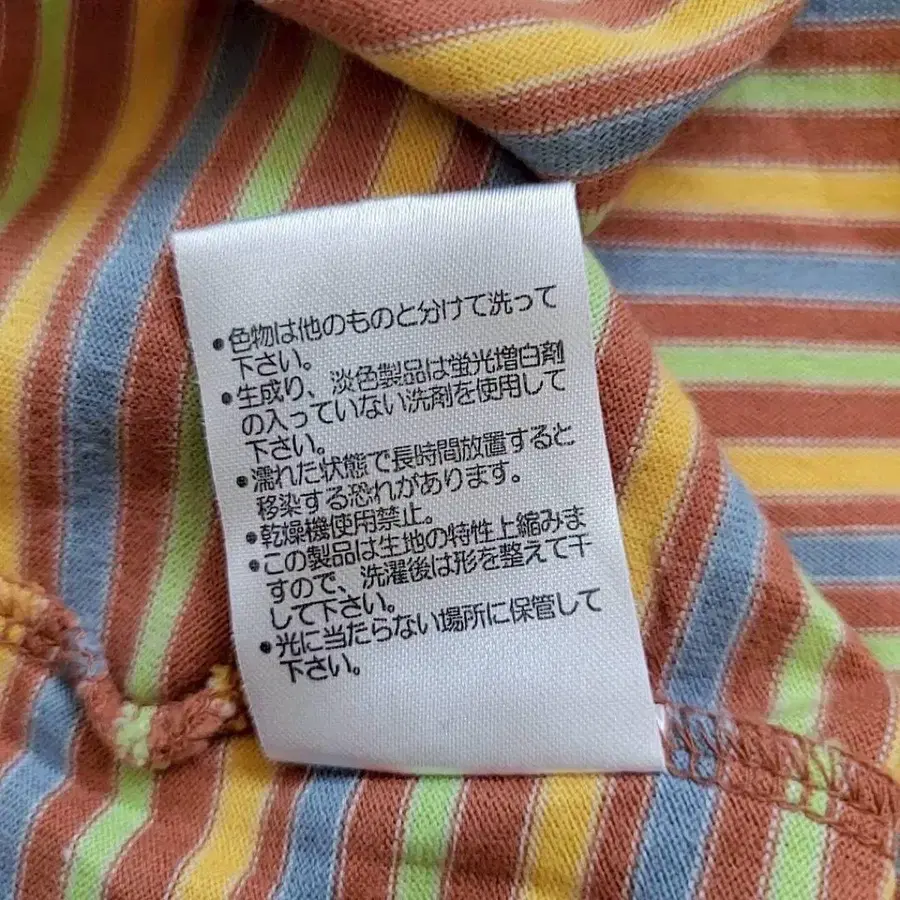 •色物は他のものと分けて洗って
下さい。
•生成り、淡色製品は蛍光増白剤
の入っていない洗剤を使用して
下さい。
•濡れた状態で長時間放置すると
移染する恐れがあります。
•乾燥機使用禁止。
•この製品は生地の特性上縮みま
すので、洗濯後は形を整えて干
して下さい。
•光に当たらない場所に保管して
下さい。